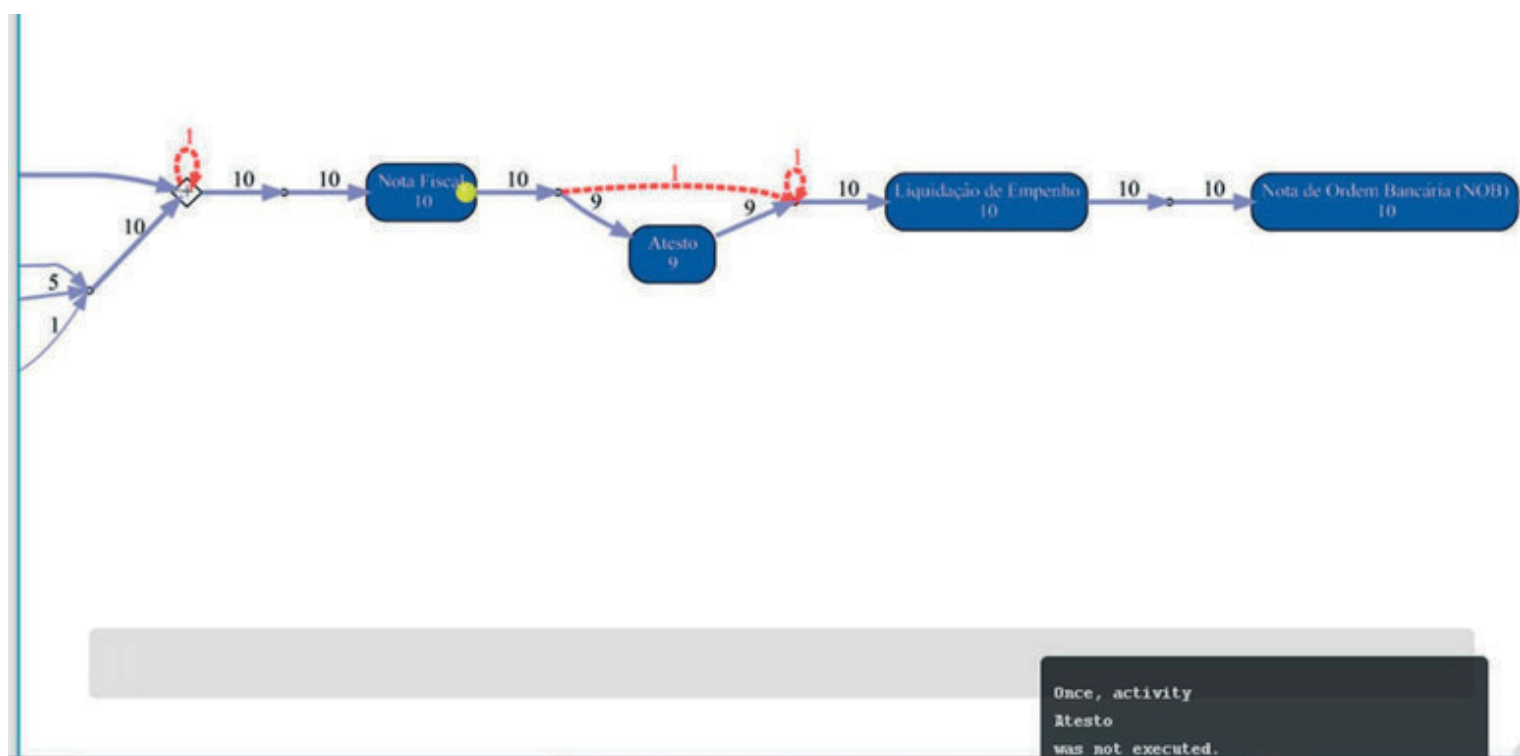 1
10
10
Nota Fiscal
10
10
1
1
9
Atesto
9
9
10
Liquidação de Empenho
10
10
10
Nota de Ordem Bancária (NOB)
10
10
5
1
Once, activity
Atesto
was not executed.